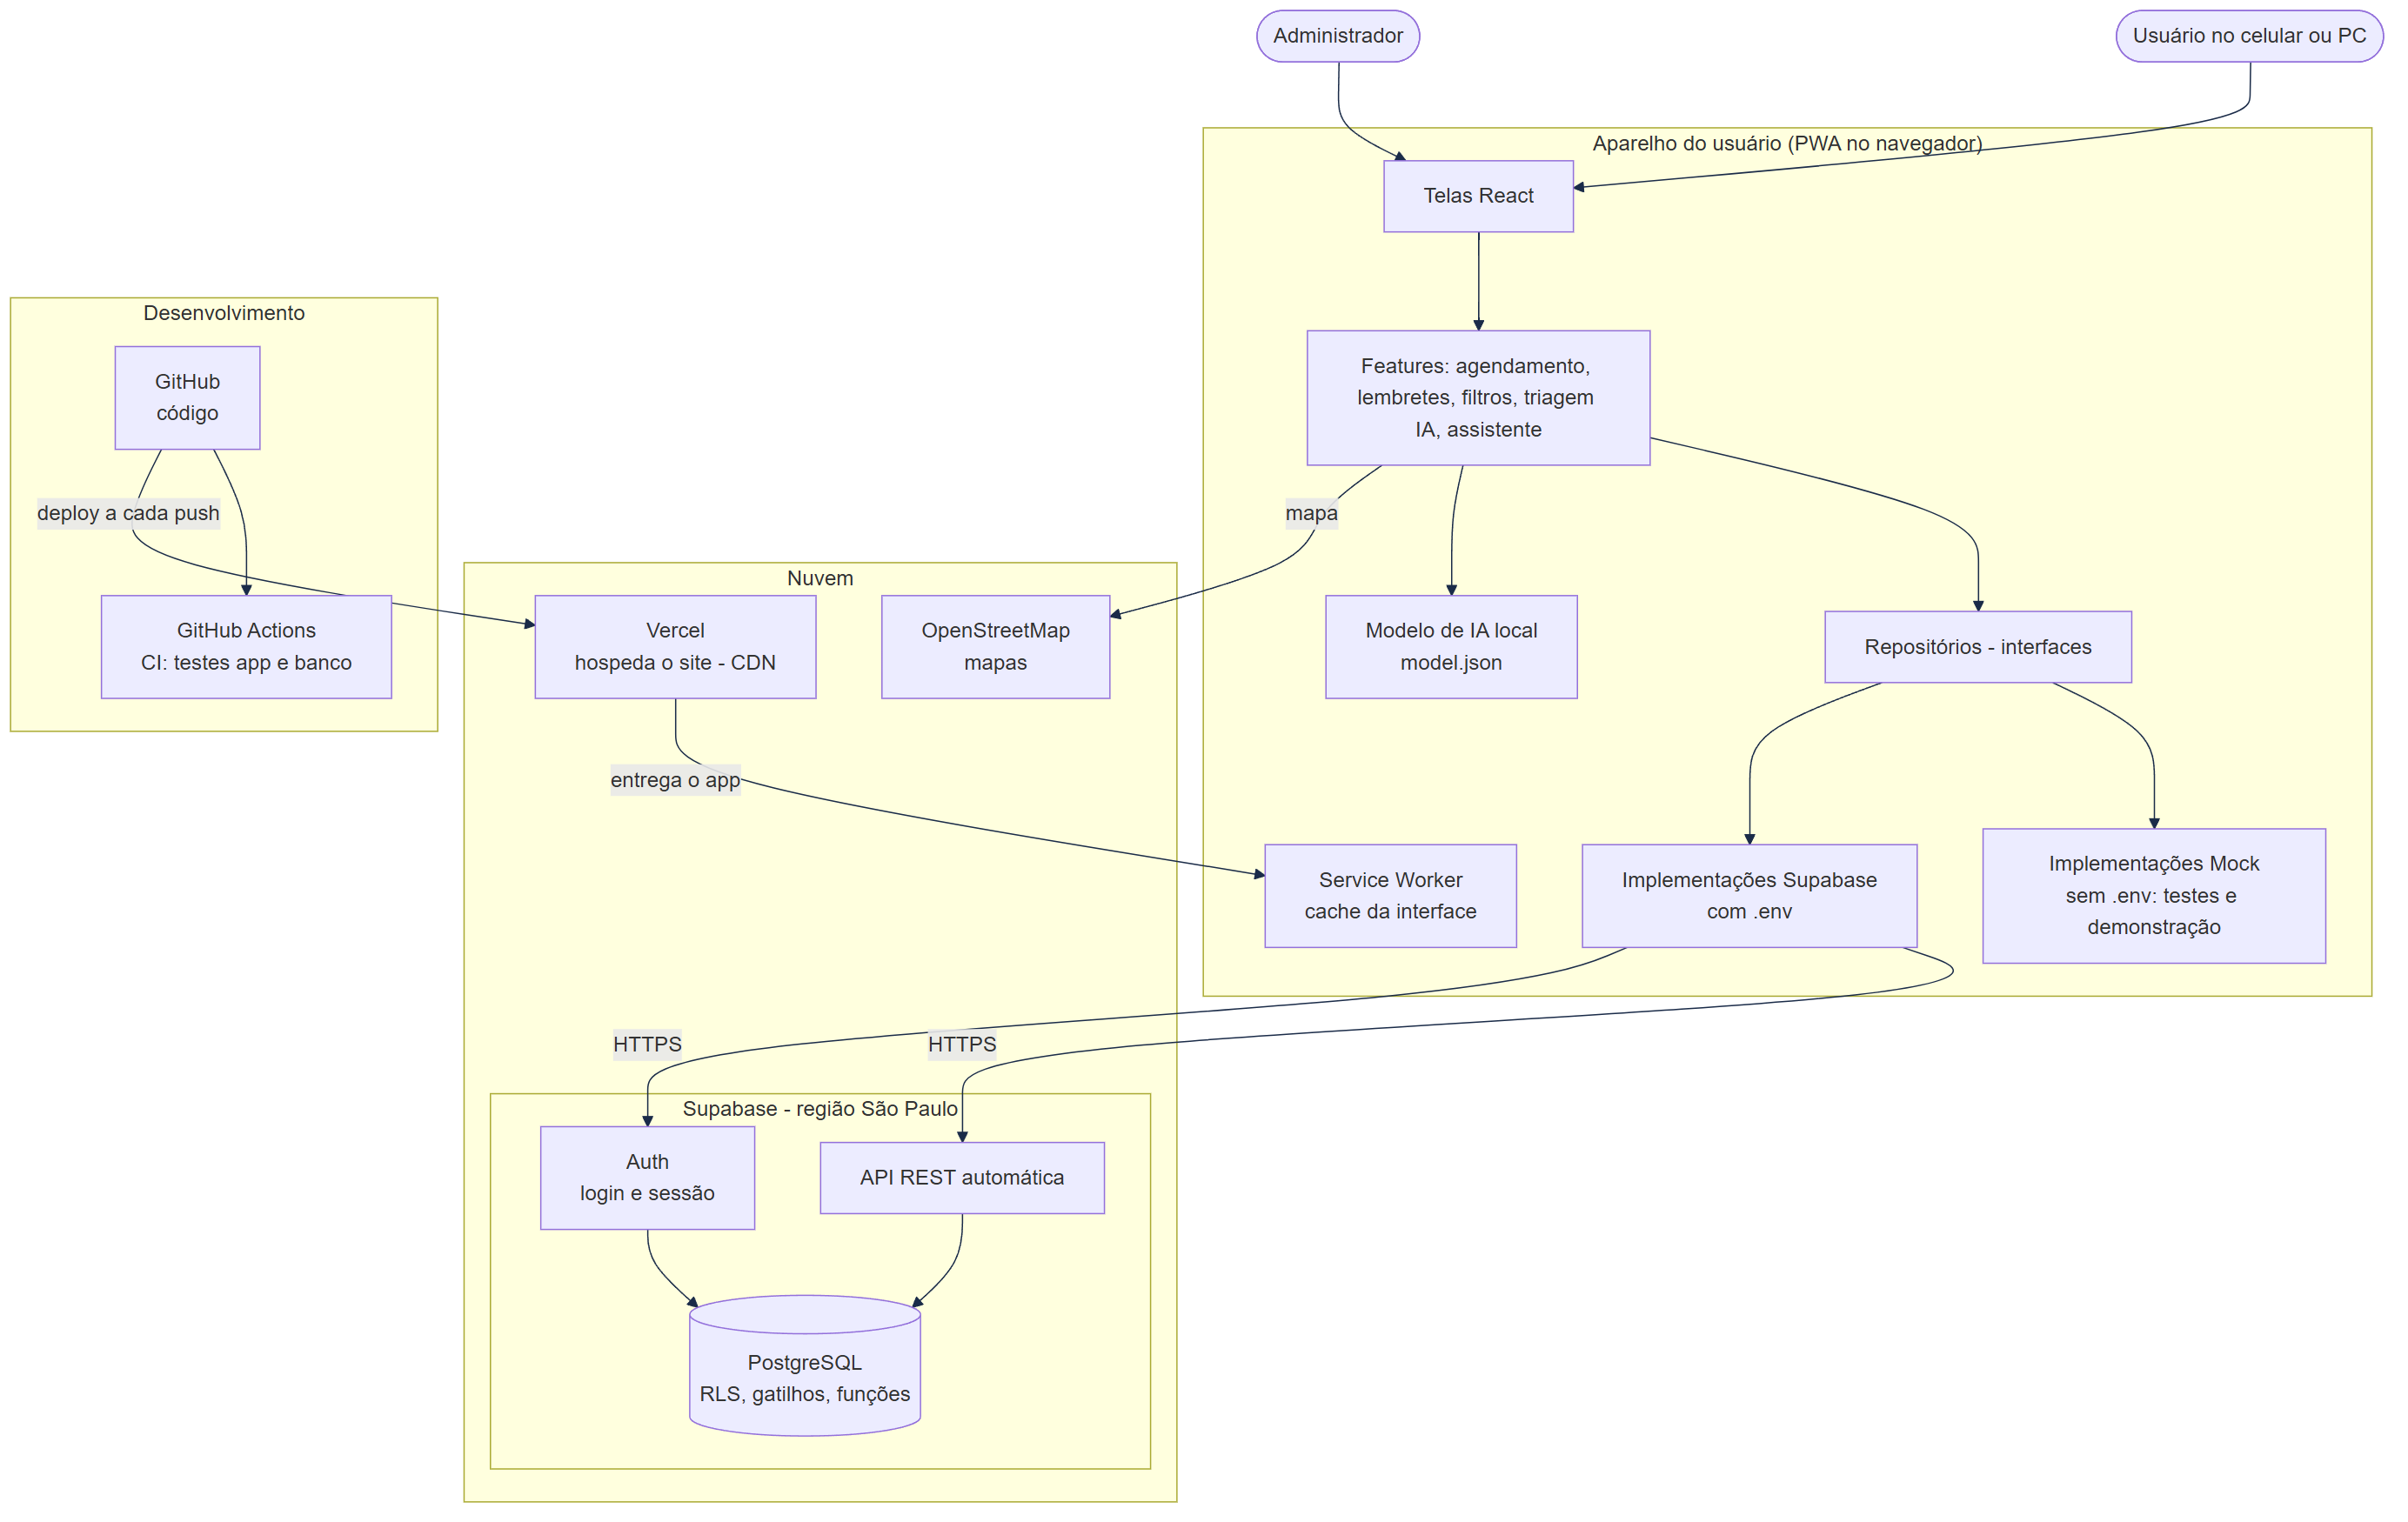 Administrador
Usuário no celular ou PC
Aparelho do usuário (PWA no navegador)
Telas React
Features: agendamento,
lembretes, filtros, triagem
IA, assistente
mapa
Modelo de IA local
model.json
Repositórios - interfaces
Service Worker
cache da interface
Implementações Supabase
com .env
Implementações Mock
sem .env: testes e
demonstração
Desenvolvimento
GitHub
código
deploy a cada push
GitHub Actions
CI: testes app e banco
Nuvem
Vercel
hospeda o site - CDN
OpenStreetMap
mapas
entrega o app
HTTPS
HTTPS
Supabase - região São Paulo
Auth
login e sessão
API REST automática
PostgreSQL
RLS, gatilhos, funções